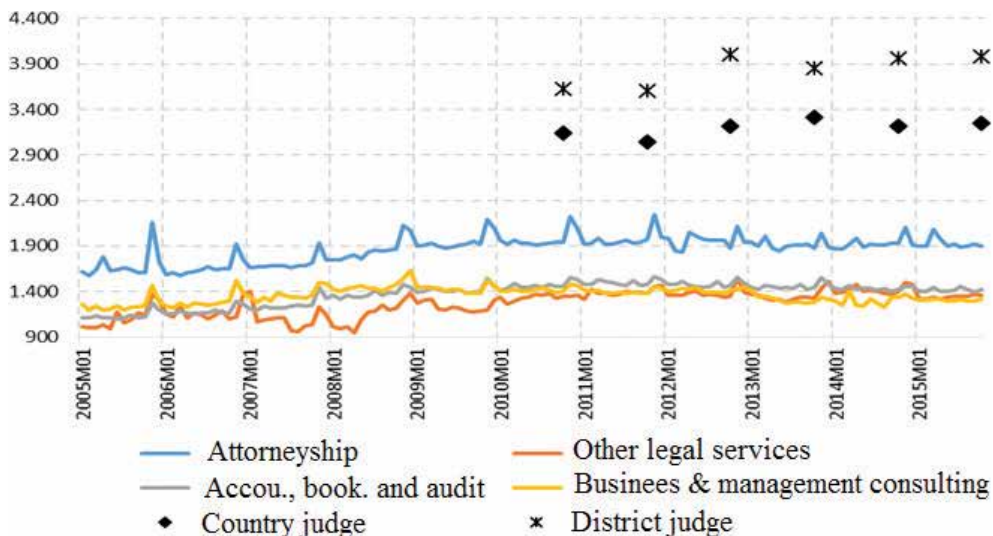 4.400
3.900
3.400
2.900
2.400
1.900
1.400
900
2005M01
2006M01
2007M01
2008M01
2009M01
2010M01
2011M01
2012M01
2013M01
2014M01
2015M01
Attorneyship
Other legal services
Accou., book. and audit
Businees & management consulting
Country judge
District judge